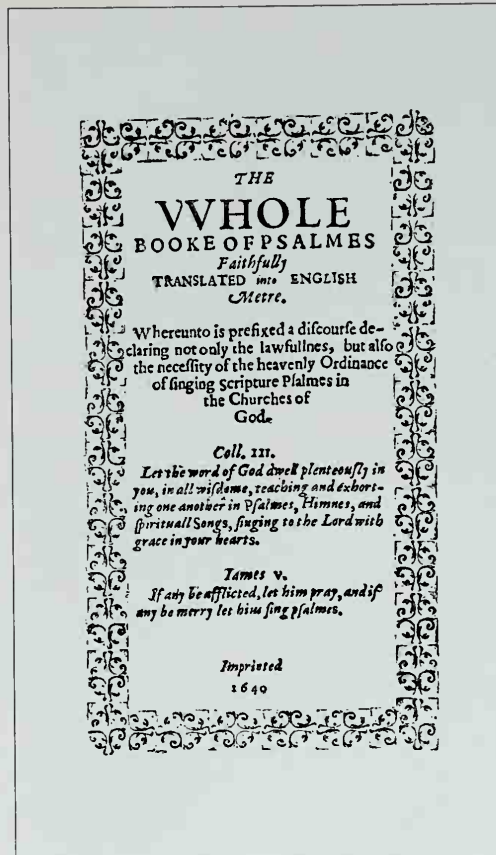 THE
VVHOLE
BOOKE OF PSALMES
Faithfully
TRANSLATED into ENGLISH
Metre.
Whereunto is prefixed a discourse de-
claring not only the lawfullnes, but also
the necessity of the heavenly Ordinance
of singing Scripture Psalmes in
the Churches of
God.
Coll. III.
Let the word of God dwell plenteously in
you, in all wisdome, teaching and exhort-
ing one another in Psalmes, Himnes, and
spirituall Songs, singing to the Lord with
grace in your hearts.
Iames V.
If any be afflicted, let him pray, and if
any be merry let him sing psalmes.
Imprinted
1640